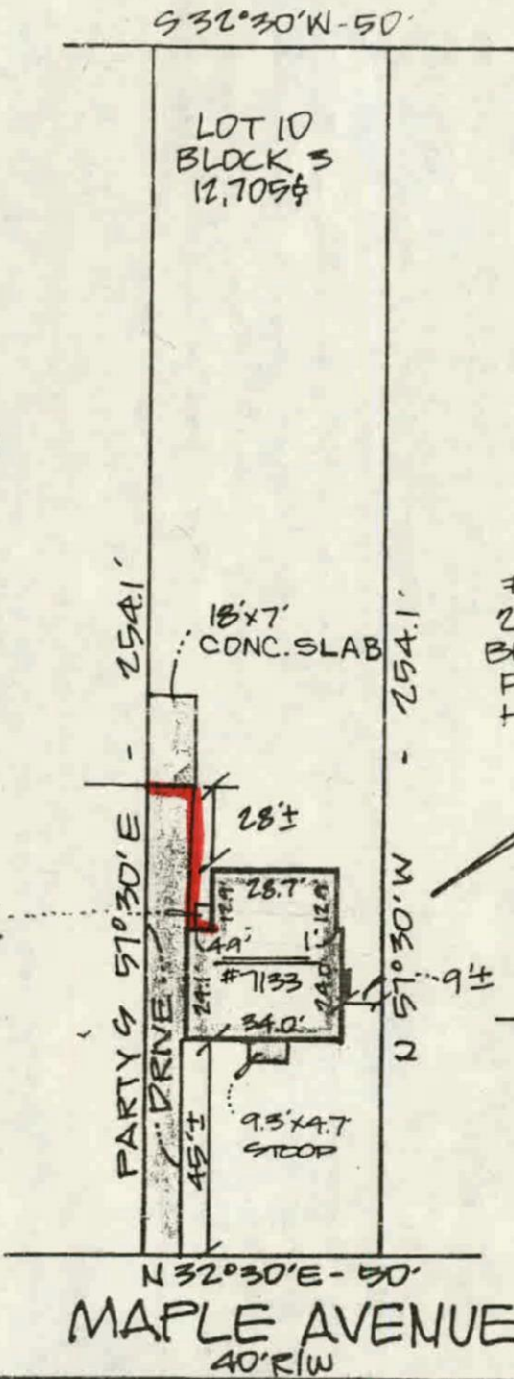 S 32°30'W-50'
LOT 10
BLOCK 3
12,705⌽
254.1'
-
PARTY S 57°30'E
DRIVE
18'x7'
CONC. SLAB
254.1'
-
N 57°30'W
28'±
28.7'
12.9'
12.9'
4.9'
1'
#7133
24.1'
24.0'
34.0'
9'±
45'±
9.3'x4.7'
STOOP
N 32°30'E-50'
MAPLE AVENUE
40'R/W